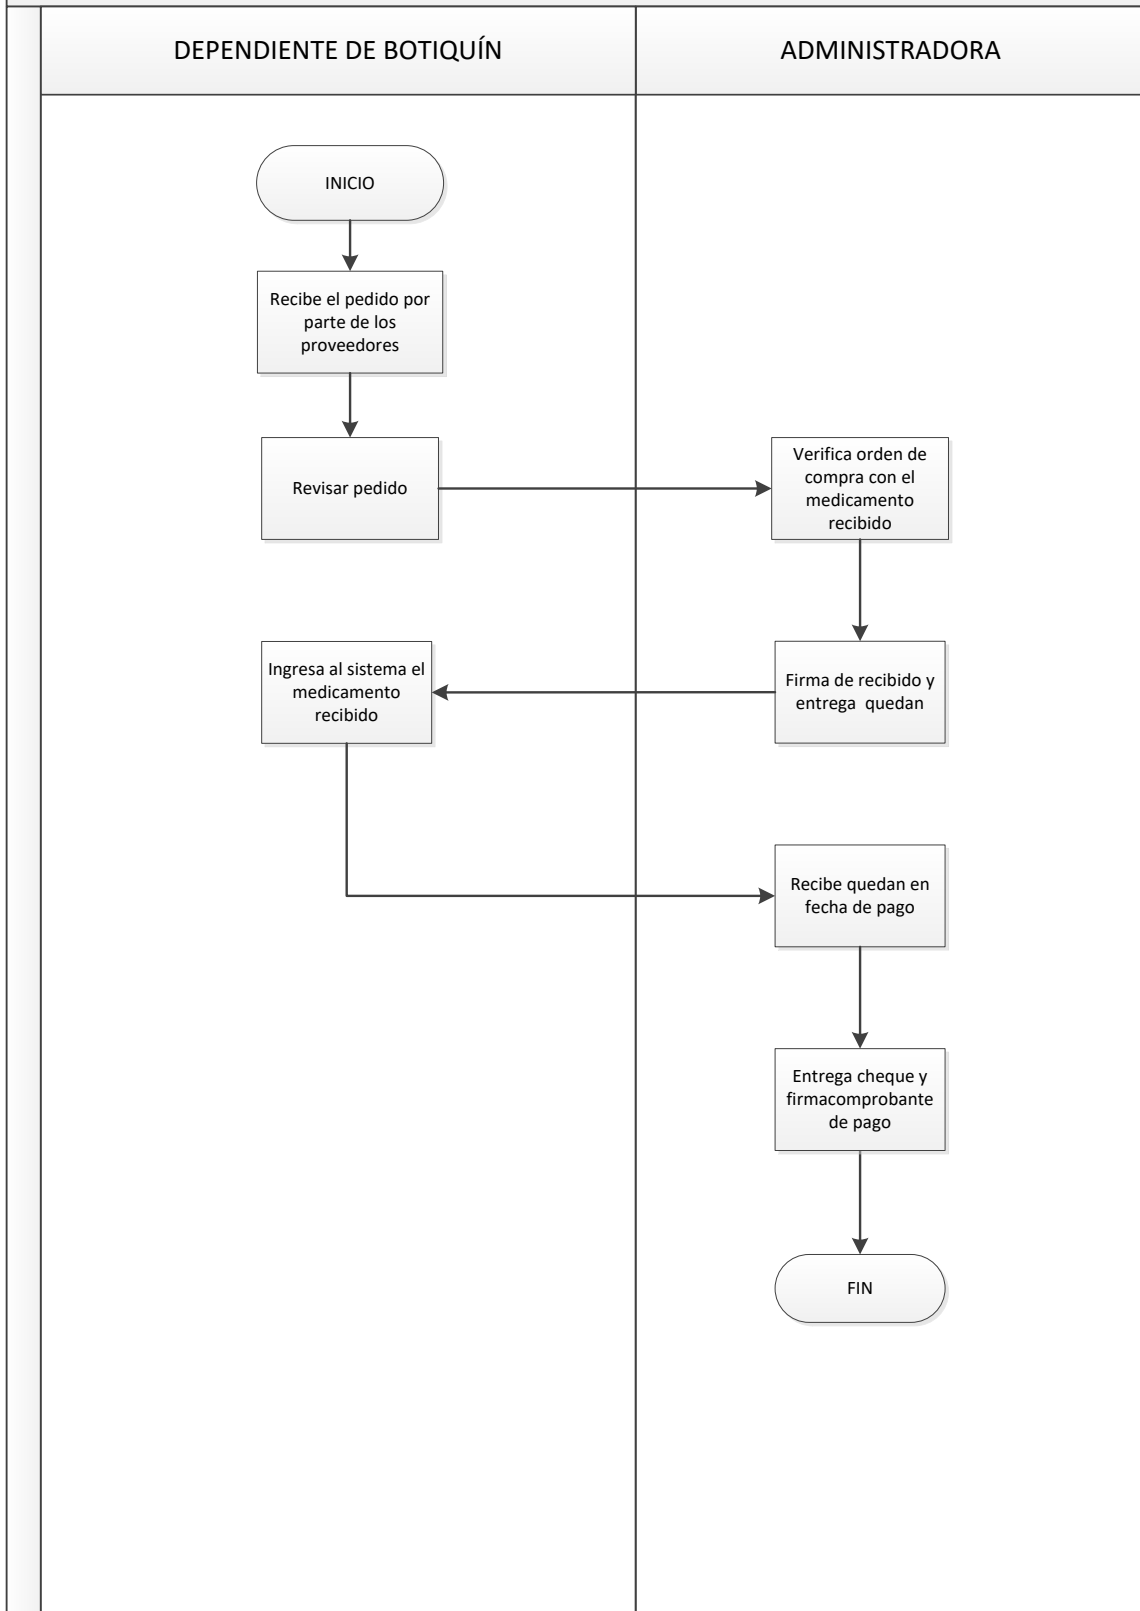 DEPENDIENTE DE BOTIQUÍN
ADMINISTRADORA
INICIO
Recibe el pedido por
parte de los
proveedores
Revisar pedido
Verifica orden de
compra con el
medicamento
recibido
Firma de recibido y
entrega quedan
Ingresa al sistema el
medicamento
recibido
Recibe quedan en
fecha de pago
Entrega cheque y
firmacomprobante
de pago
FIN